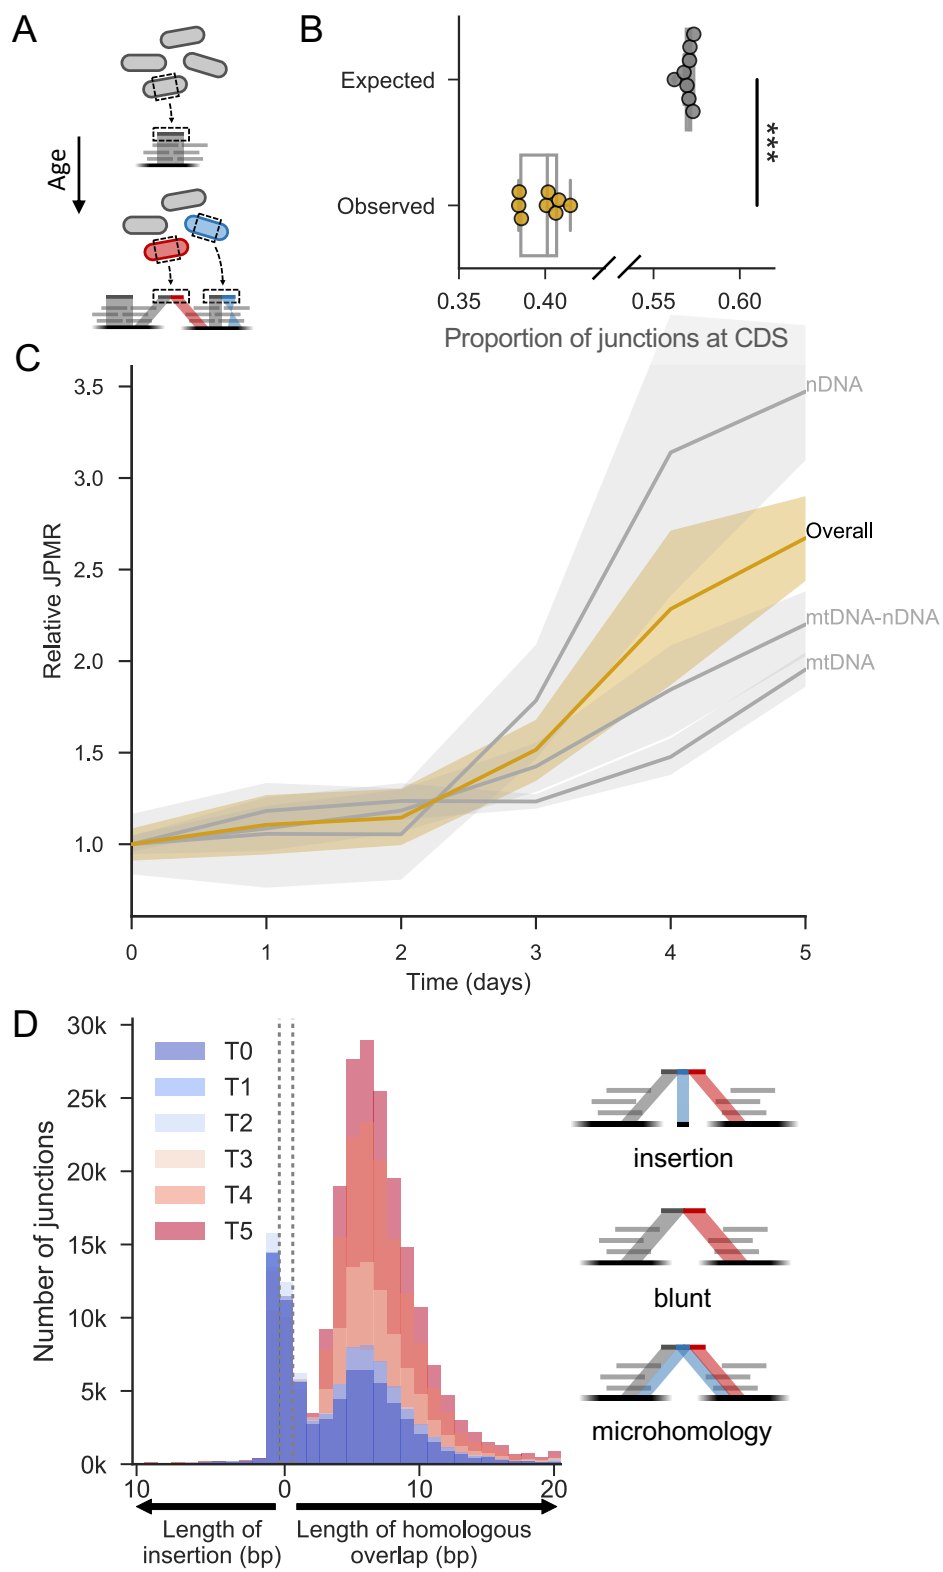 A
Age
B
Expected
Observed
***
0.35
0.40
0.55
0.60
Proportion of junctions at CDS
C
Relative JPMR
3.5
3.0
2.5
2.0
1.5
1.0
nDNA
Overall
mtDNA-nDNA
mtDNA
0
1
2
3
4
5
Time (days)
D
Number of junctions
30k
25k
20k
15k
10k
5k
0k
T0
T1
T2
T3
T4
T5
10
0
10
20
Length of
insertion (bp)
Length of homologous
overlap (bp)
insertion
blunt
microhomology